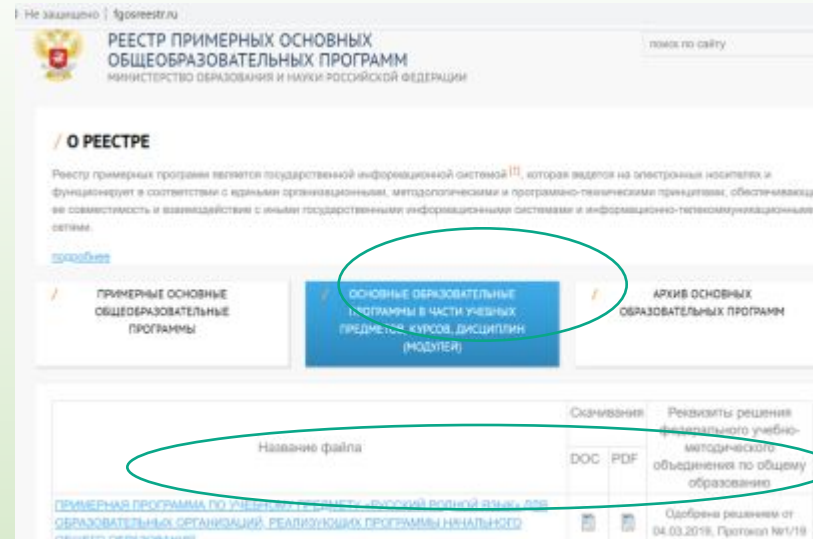 Не защищено | fgosreestr.ru
РЕЕСТР ПРИМЕРНЫХ ОСНОВНЫХ
ОБЩЕОБРАЗОВАТЕЛЬНЫХ ПРОГРАММ
МИНИСТЕРСТВО ОБРАЗОВАНИЯ И НАУКИ РОССИЙСКОЙ ФЕДЕРАЦИИ
поиск по сайту
/ О РЕЕСТРЕ
Реестр примерных программ является государственной информационной системой [1], которая ведется на электронных носителях и
функционирует в соответствии с едиными организационными, методологическими и программно-техническими принципами, обеспечивающ
ее совместимость и взаимодействие с иными государственными информационными системами и информационно-телекоммуникационными
сетями.
подробнее
/ ПРИМЕРНЫЕ ОСНОВНЫЕ
ОБЩЕОБРАЗОВАТЕЛЬНЫЕ
ПРОГРАММЫ
/ ОСНОВНЫЕ ОБРАЗОВАТЕЛЬНЫЕ
ПРОГРАММЫ В ЧАСТИ УЧЕБНЫХ
ПРЕДМЕТОВ, КУРСОВ, ДИСЦИПЛИН
(МОДУЛЕЙ)
/ АРХИВ ОСНОВНЫХ
ОБРАЗОВАТЕЛЬНЫХ ПРОГРАММ
Название файла
Скачивания
DOC PDF
Реквизиты решения
федерального учебно-
методического
объединения по общему
образованию
ПРИМЕРНАЯ ПРОГРАММА ПО УЧЕБНОМУ ПРЕДМЕТУ «РУССКИЙ РОДНОЙ ЯЗЫК» ДЛЯ
ОБРАЗОВАТЕЛЬНЫХ ОРГАНИЗАЦИЙ, РЕАЛИЗУЮЩИХ ПРОГРАММЫ НАЧАЛЬНОГО
ОБЩЕГО ОБРАЗОВАНИЯ
Одобрена решением от
04.03.2019, Протокол №1/19